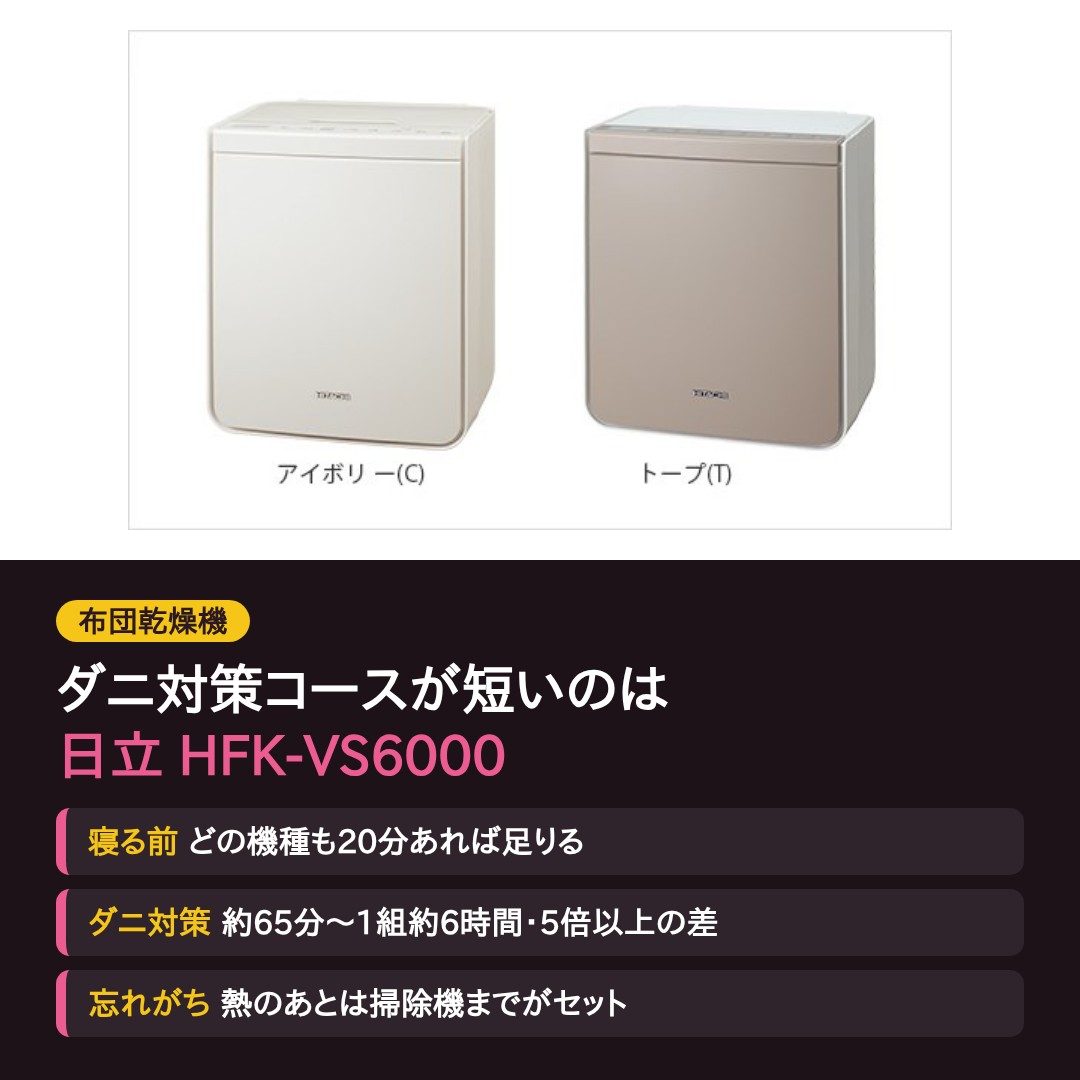 HITACHI
HITACHI
アイボリー(C)
トープ(T)
布団乾燥機
ダニ対策コースが短いのは
日立 HFK-VS6000
寝る前 どの機種も20分あれば足りる
ダニ対策 約65分〜1組約6時間・5倍以上の差
忘れがち 熱のあとは掃除機までがセット